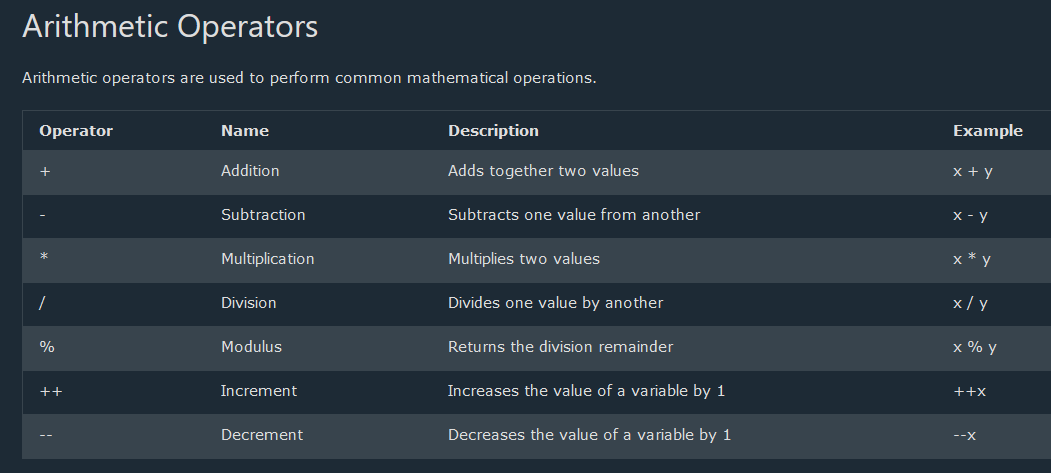 Arithmetic Operators
Arithmetic operators are used to perform common mathematical operations.
Operator Name Description Example
+ Addition Adds together two values x + y
- Subtraction Subtracts one value from another x - y
* Multiplication Multiplies two values x * y
/ Division Divides one value by another x / y
% Modulus Returns the division remainder x % y
++ Increment Increases the value of a variable by 1 ++x
-- Decrement Decreases the value of a variable by 1 --x